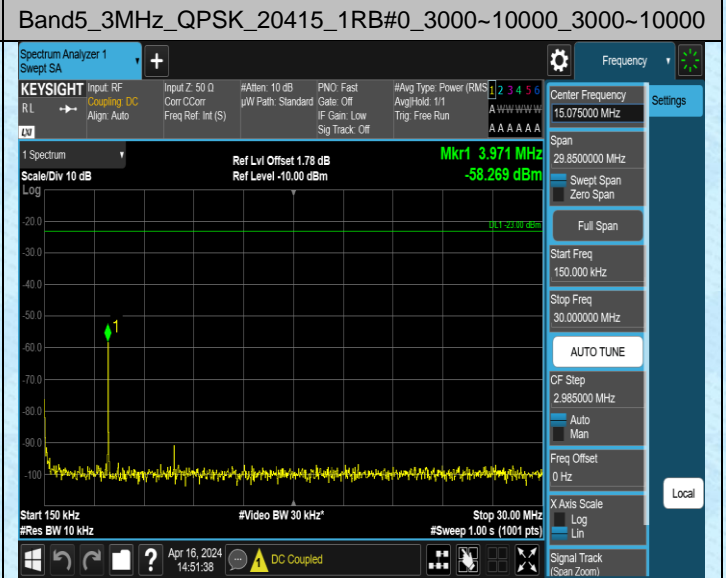 Band5_3MHz_QPSK_20415_1RB#0_3000~10000_3000~10000
Spectrum Analyzer 1
Swept SA
+
Frequency
KEYSIGHT
RL
LXI
Input: RF
Coupling: DC
Align: Auto
Input Z: 50 Ω
Corr CCorr
Freq Ref: Int (S)
#Atten: 10 dB
µW Path: Standard
PNO: Fast
Gate: Off
IF Gain: Low
Sig Track: Off
#Avg Type: Power (RMS
Avg|Hold: 1/1
Trig: Free Run
1 2 3 4 5 6
A W W W W W
A A A A A A
Center Frequency
15.075000 MHz
Settings
Span
29.8500000 MHz
Swept Span
Zero Span
Full Span
Start Freq
150.000 kHz
Stop Freq
30.000000 MHz
AUTO TUNE
CF Step
2.985000 MHz
Auto
Man
Freq Offset
0 Hz
X Axis Scale
Log
Lin
Signal Track
(Span Zoom)
Local
1 Spectrum
Scale/Div 10 dB
Log
Ref Lvl Offset 1.78 dB
Ref Level -10.00 dBm
Mkr1 3.971 MHz
-58.269 dBm
DL1 -23.00 dBm
-20.0
-30.0
-40.0
-50.0
-60.0
-70.0
-80.0
-90.0
-100
1
Start 150 kHz
#Res BW 10 kHz
#Video BW 30 kHz*
Stop 30.00 MHz
#Sweep 1.00 s (1001 pts)
?
Apr 16, 2024
14:51:38
DC Coupled